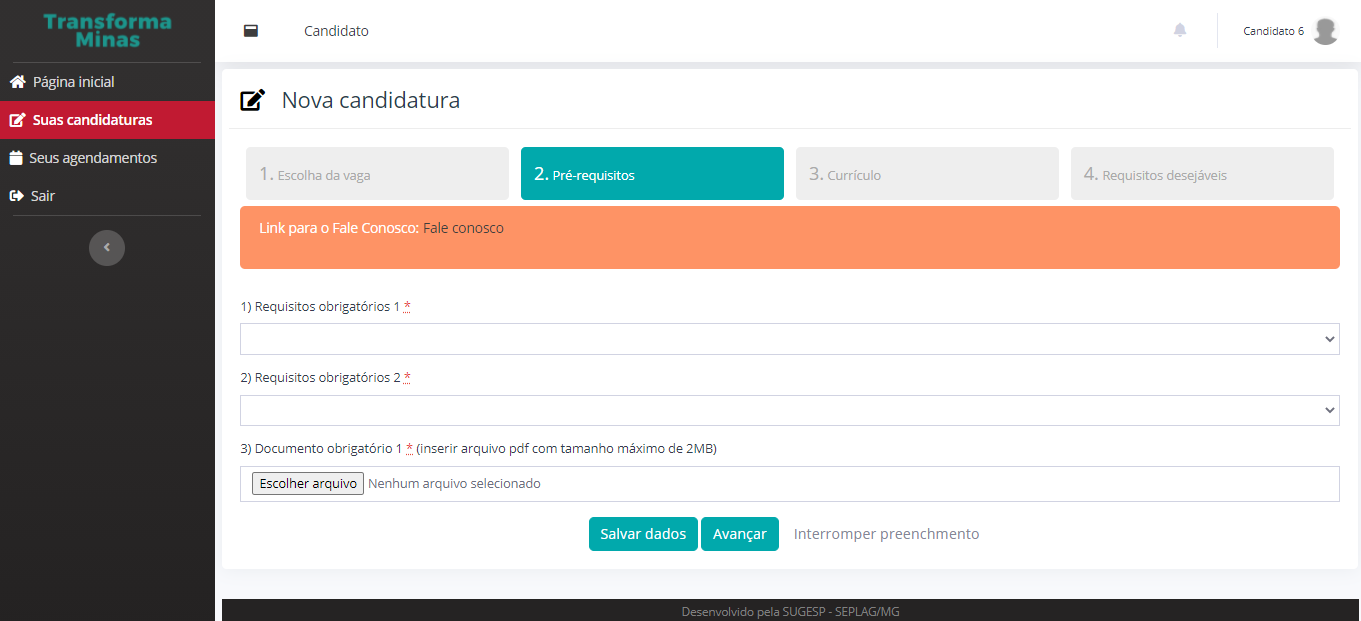 Transforma
Minas
Página inicial
Suas candidaturas
Seus agendamentos
Sair
Candidato
Candidato 6
Nova candidatura
1. Escolha da vaga
2. Pré-requisitos
3. Currículo
4. Requisitos desejáveis
Link para o Fale Conosco: Fale conosco
1) Requisitos obrigatórios 1 *
2) Requisitos obrigatórios 2 *
3) Documento obrigatório 1 * (inserir arquivo pdf com tamanho máximo de 2MB)
Escolher arquivo Nenhum arquivo selecionado
Salvar dados Avançar Interromper preenchmento
Desenvolvido pela SUGESP - SEPLAG/MG